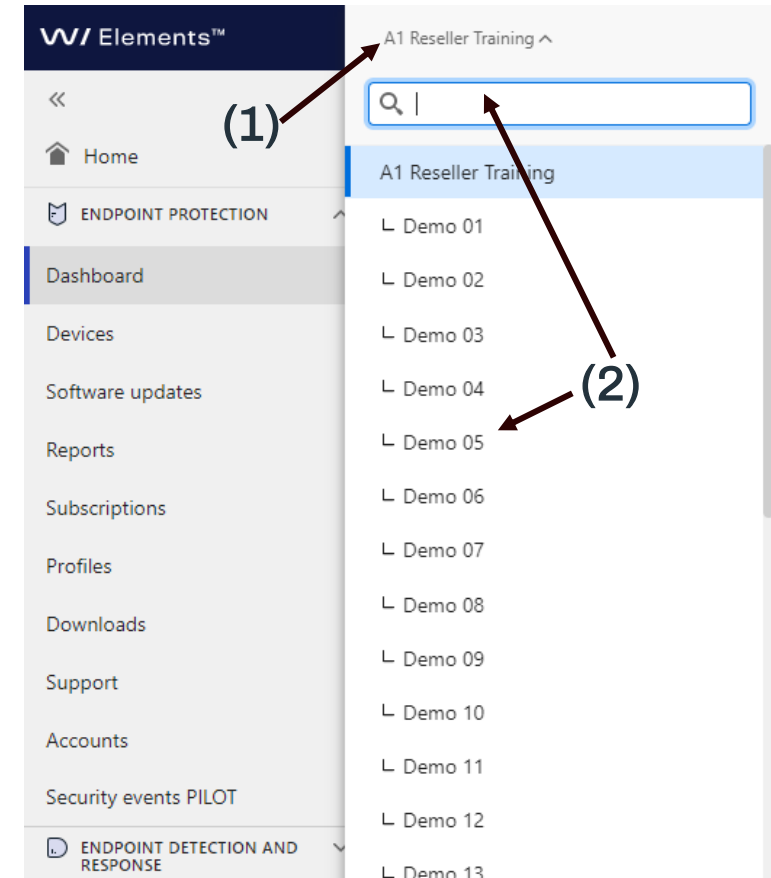 W/ Elements™
A1 Reseller Training
(1)
Home
ENDPOINT PROTECTION
Dashboard
Devices
Software updates
Reports
Subscriptions
Profiles
Downloads
Support
Accounts
Security events PILOT
ENDPOINT DETECTION AND
RESPONSE
A1 Reseller Training
Demo 01
Demo 02
Demo 03
Demo 04
(2)
Demo 05
Demo 06
Demo 07
Demo 08
Demo 09
Demo 10
Demo 11
Demo 12
Demo 13